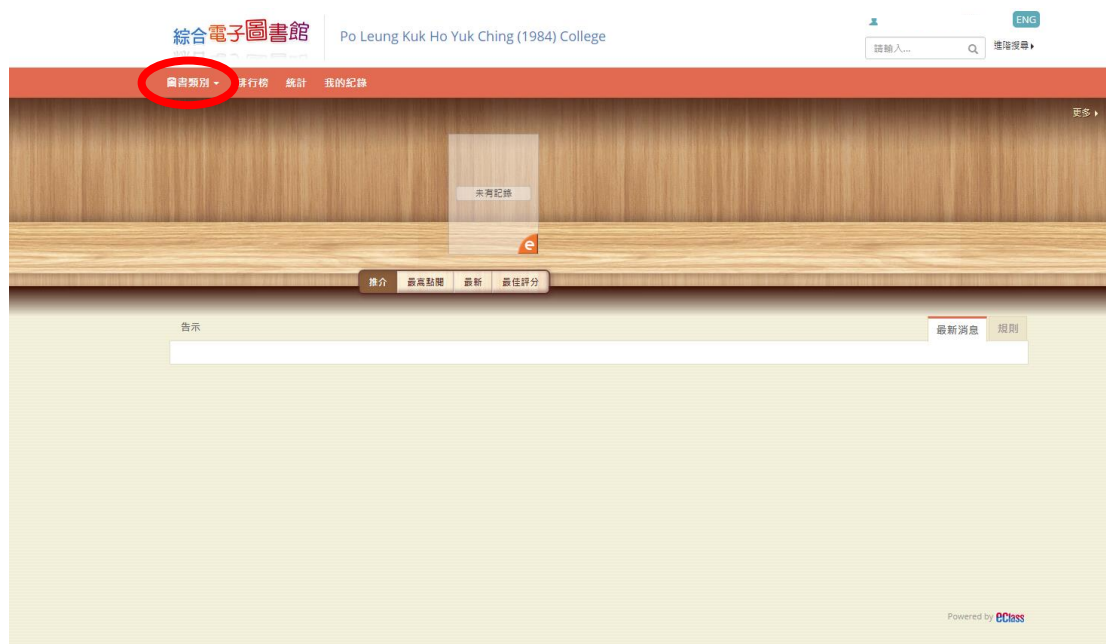 綜合電子圖書館
Po Leung Kuk Ho Yuk Ching (1984) College
ENG
請輸入...
進階搜尋
圖書類別
排行榜
統計
我的紀錄
更多
未有記錄
e
推介
最高點閱
最新
最佳評分
告示
最新消息
規則
Powered by eClass